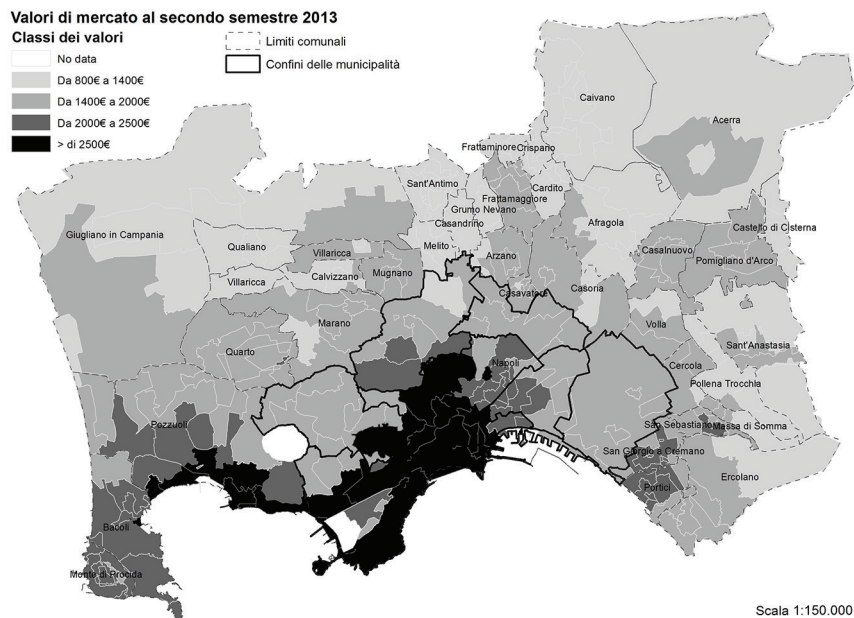 Valori di mercato al secondo semestre 2013
Classi dei valori
No data
Da 800€ a 1400€
Da 1400€ a 2000€
Da 2000€ a 2500€
> di 2500€
Limiti comunali
Confini delle municipalità
Caivano
Acerra
Frattaminore
Crispano
Sant'Antimo
Cardito
Frattamaggiore
Grumo Nevano
Casandrino
Afragola
Castello di Cisterna
Giugliano in Campania
Qualiano
Villaricca
Melito
Arzano
Casalnuovo
Pomigliano d'Arco
Mugnano
Calvizzano
Villaricca
Casavatore
Casoria
Marano
Volla
Sant'Anastasia
Quarto
Napoli
Cercola
Pollena Trocchia
Pozzuoli
San Sebastiano
Massa di Somma
San Giorgio a Cremano
Ercolano
Portici
Bacoli
Monte di Procida
Scala 1:150.000